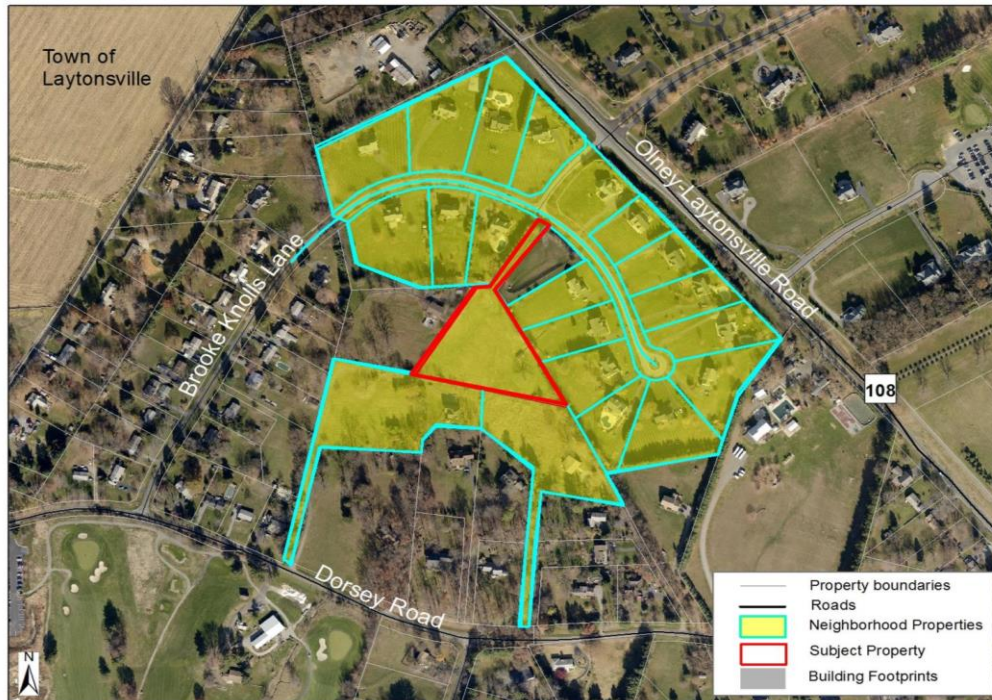 Town of
Laytonsville
Olney-Laytonsville Road
Brooke Knolls Lane
108
Dorsey Road
N
Property boundaries
Roads
Neighborhood Properties
Subject Property
Building Footprints